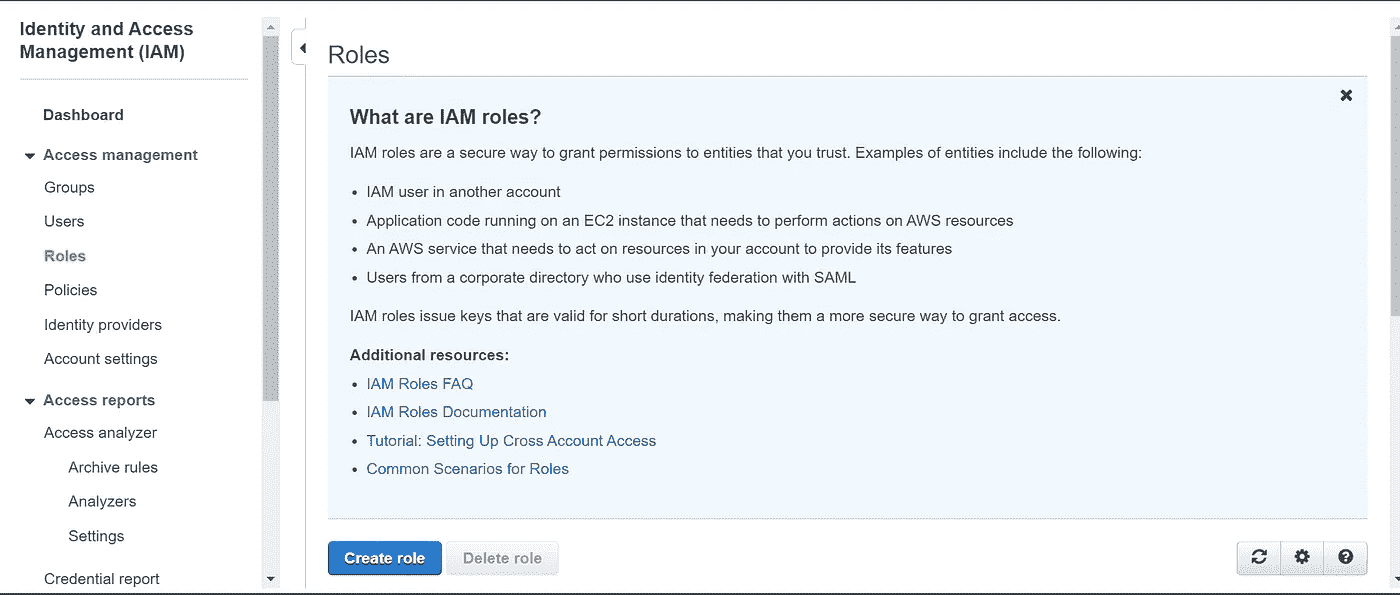 Identity and Access
Management (IAM)
Dashboard
Access management
Groups
Users
Roles
Policies
Identity providers
Account settings
Access reports
Access analyzer
Archive rules
Analyzers
Settings
Credential report
Roles
What are IAM roles?
IAM roles are a secure way to grant permissions to entities that you trust. Examples of entities include the following:
• IAM user in another account
• Application code running on an EC2 instance that needs to perform actions on AWS resources
• An AWS service that needs to act on resources in your account to provide its features
• Users from a corporate directory who use identity federation with SAML
IAM roles issue keys that are valid for short durations, making them a more secure way to grant access.
Additional resources:
• IAM Roles FAQ
• IAM Roles Documentation
• Tutorial: Setting Up Cross Account Access
• Common Scenarios for Roles
Create role Delete role